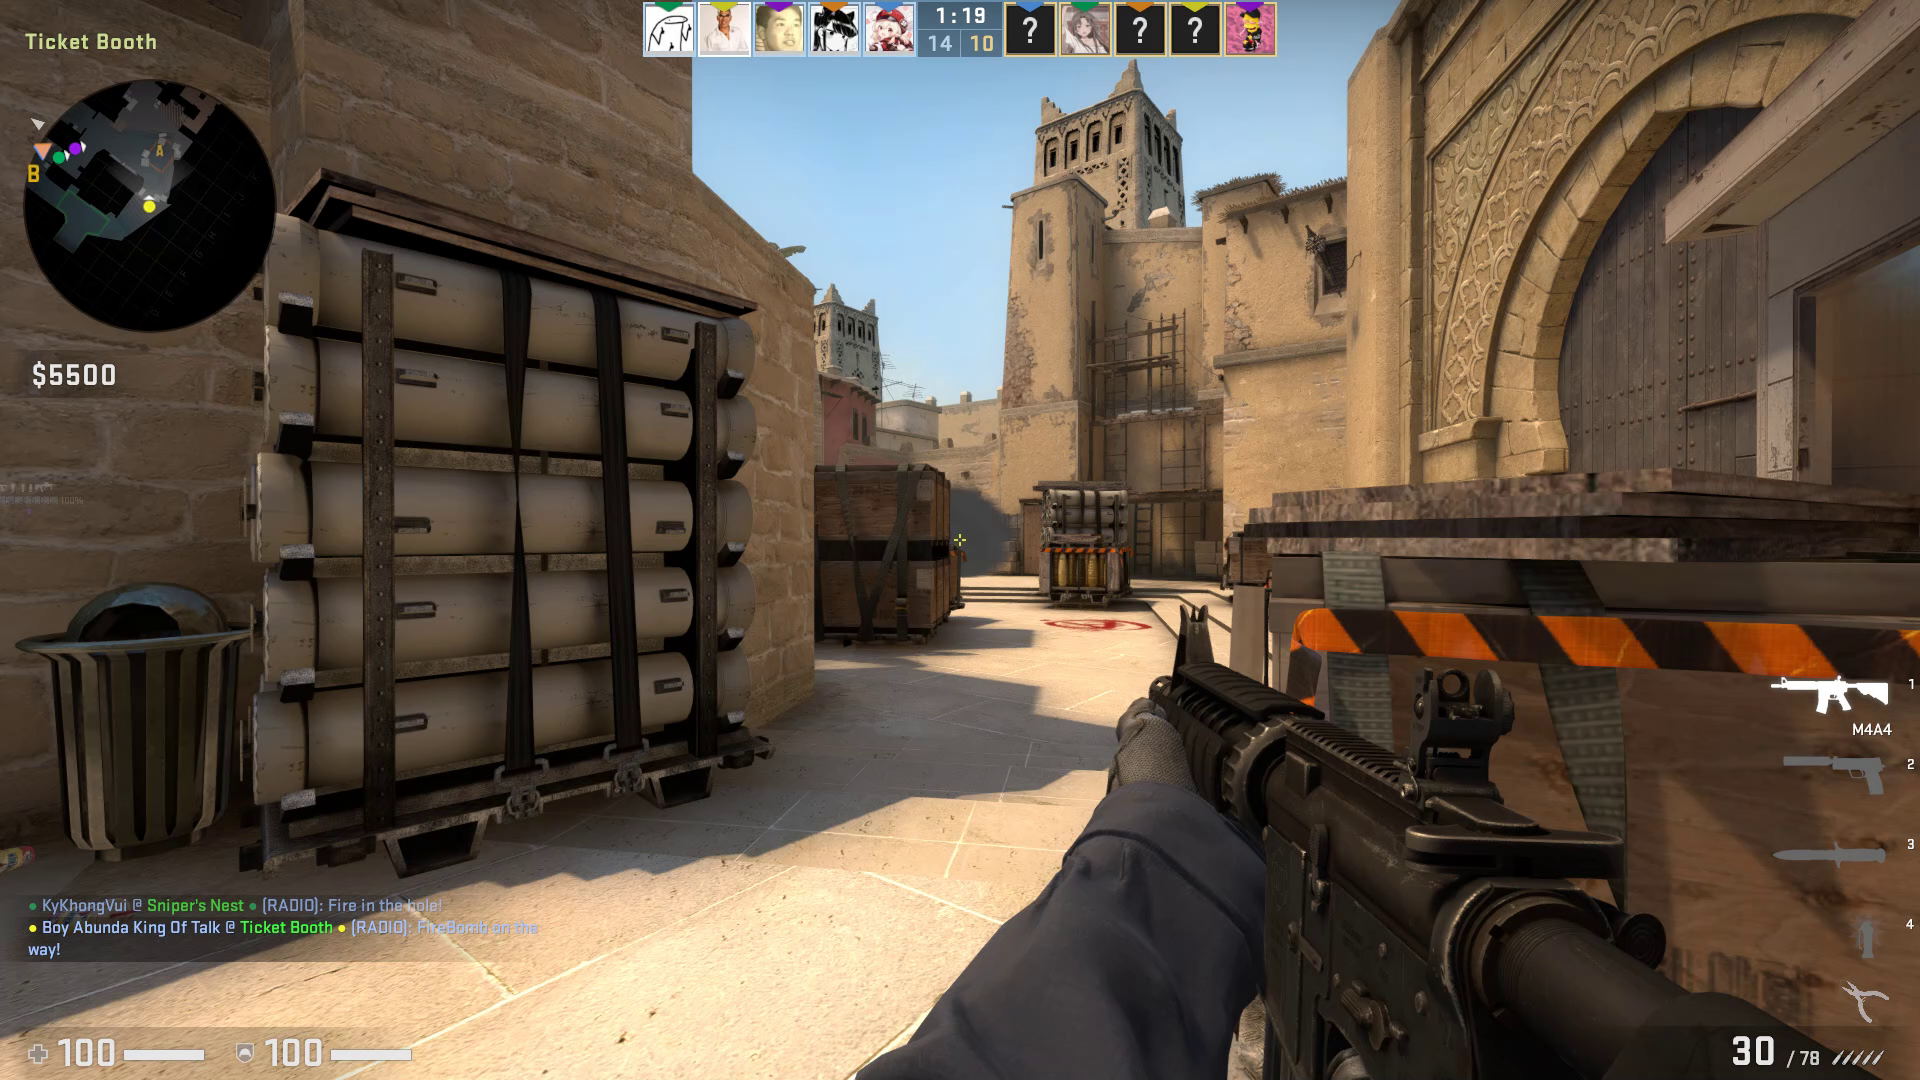 Ticket Booth
1:19
14 10
? ? ?
A
B
$5500
100%
1
M4A4
2
3
4
● KyKhongVui @ Sniper's Nest ● (RADIO): Fire in the hole!
● Boy Abunda King Of Talk @ Ticket Booth ● (RADIO): FireBomb on the
way!
100 100
30 / 78